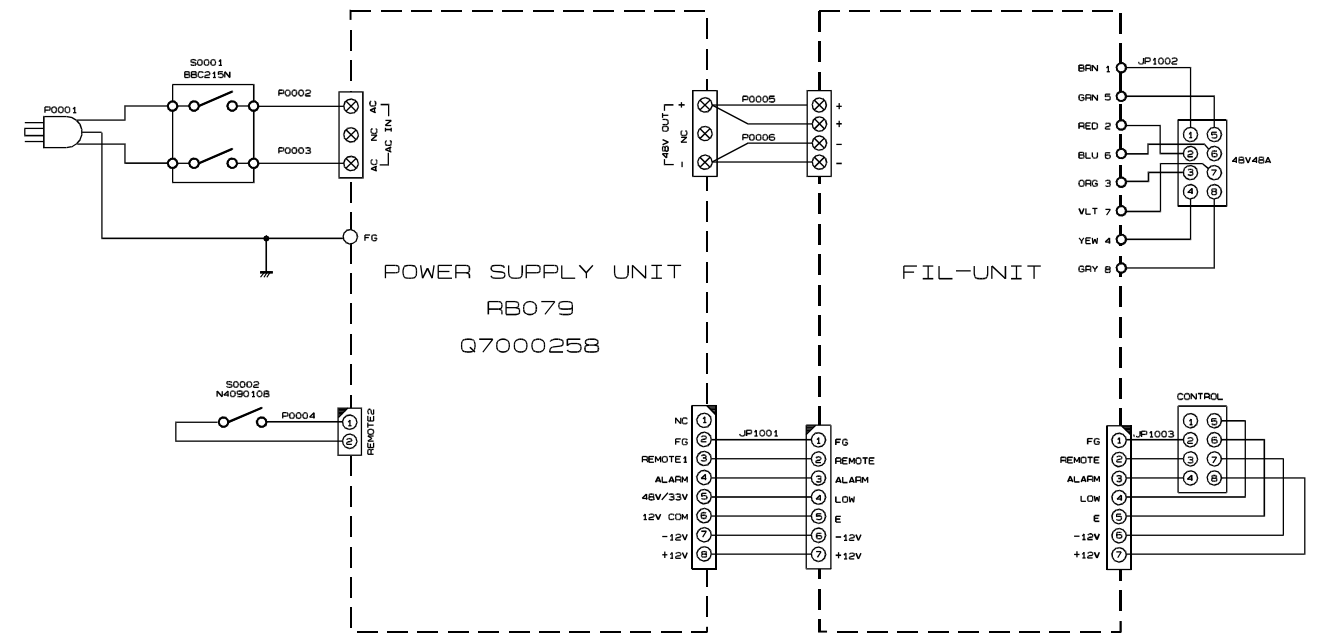 S0001
BBC215N
P0001
P0002
P0003
AC
NC
AC
AC IN
FG
POWER SUPPLY UNIT
RB079
Q7000258
S0002
N4090108
P0004
1
2
REMOTE2
+
NC
-
48V OUT
P0005
P0006
+
+
-
-
NC 1
FG 2
REMOTE1 3
ALARM 4
48V/33V 5
12V COM 6
-12V 7
+12V 8
JP1001
1 FG
2 REMOTE
3 ALARM
4 LOW
5 E
6 -12V
7 +12V
FIL-UNIT
BRN 1
GRN 5
RED 2
BLU 6
ORG 3
VLT 7
YEW 4
GRY 8
JP1002
1 5
2 6
3 7
4 8
48V48A
FG 1
REMOTE 2
ALARM 3
LOW 4
E 5
-12V 6
+12V 7
JP1003
CONTROL
1 5
2 6
3 7
4 8